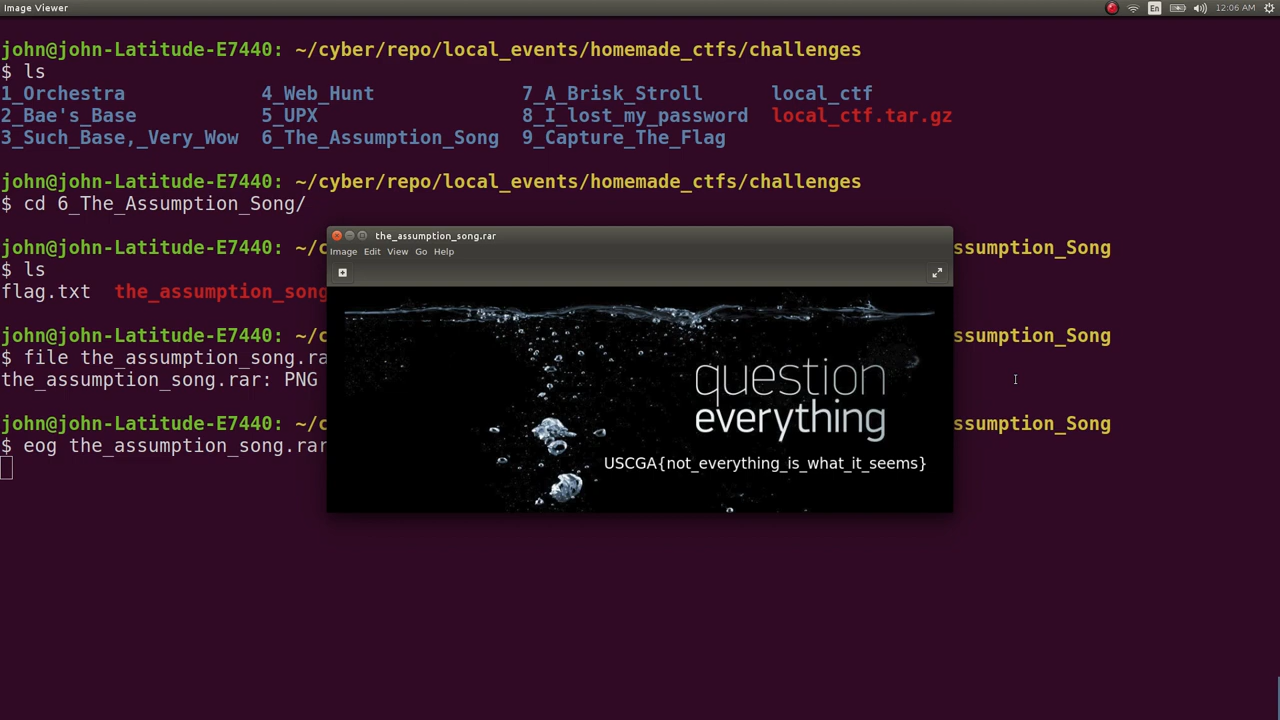 Image Viewer
En
12:06 AM
john@john-Latitude-E7440: ~/cyber/repo/local_events/homemade_ctfs/challenges
$ ls
1_Orchestra 4_Web_Hunt 7_A_Brisk_Stroll local_ctf
2_Bae's_Base 5_UPX 8_I_lost_my_password local_ctf.tar.gz
3_Such_Base,_Very_Wow 6_The_Assumption_Song 9_Capture_The_Flag
john@john-Latitude-E7440: ~/cyber/repo/local_events/homemade_ctfs/challenges
$ cd 6_The_Assumption_Song/
john@john-Latitude-E7440: ~/c ssumption_Song
$ ls
flag.txt the_assumption_song
john@john-Latitude-E7440: ~/c ssumption_Song
$ file the_assumption_song.ra
the_assumption_song.rar: PNG
john@john-Latitude-E7440: ~/c ssumption_Song
$ eog the_assumption_song.rar
the_assumption_song.rar
Image Edit View Go Help
question
everything
USCGA{not_everything_is_what_it_seems}